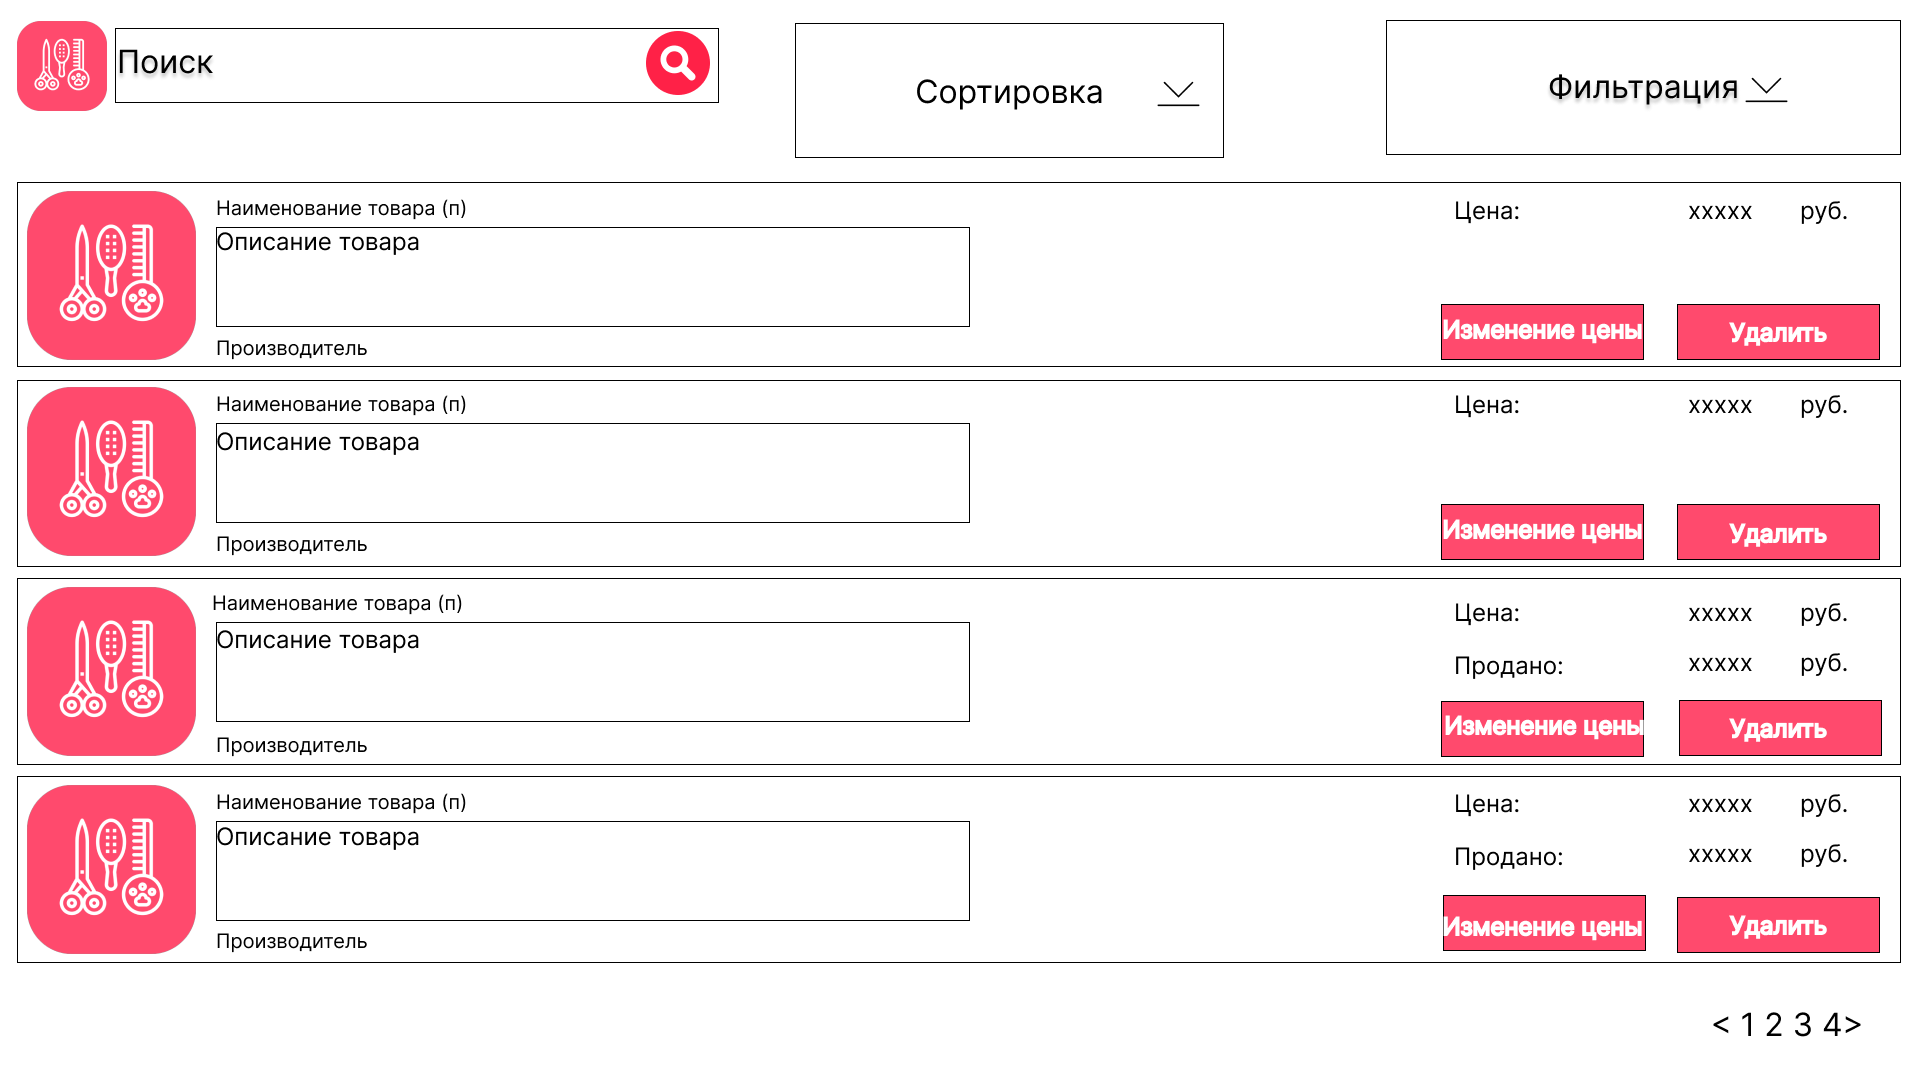 Поиск
Сортировка
Фильтрация
Наименование товара (п)
Цена: xxxxx руб.
Описание товара
Изменение цены Удалить
Производитель
Наименование товара (п)
Цена: xxxxx руб.
Описание товара
Изменение цены Удалить
Производитель
Наименование товара (п)
Цена: xxxxx руб.
Описание товара
Продано: xxxxx руб.
Изменение цены Удалить
Производитель
Наименование товара (п)
Цена: xxxxx руб.
Описание товара
Продано: xxxxx руб.
Изменение цены Удалить
Производитель
< 1 2 3 4>